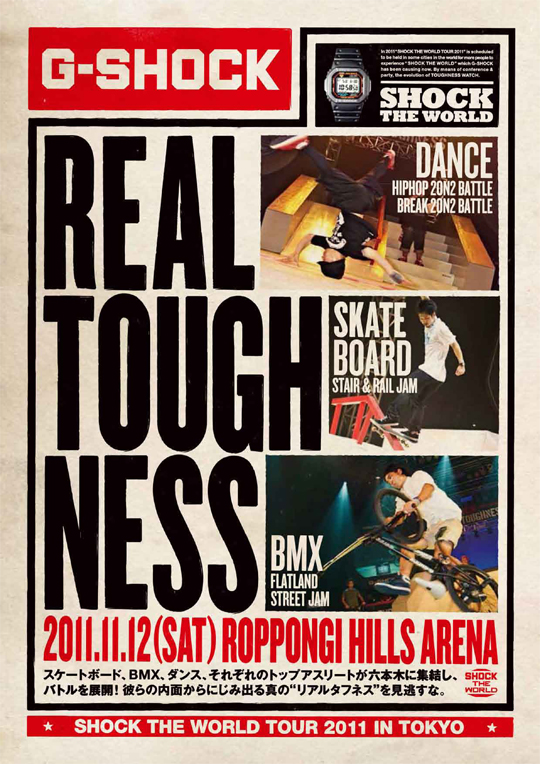 G-SHOCK
In 2011 "SHOCK THE WORLD TOUR 2011" is scheduled
to be held in some cities in the world for more people to
experience "SHOCK THE WORLD" which G-SHOCK
has been causing now. By means of conference &
party, the evolution of TOUGHNESS WATCH.
SHOCK
THE WORLD
REAL
TOUGH
NESS
DANCE
HIPHOP 2ON2 BATTLE
BREAK 2ON2 BATTLE
SKATE
BOARD
STAIR & RAIL JAM
BMX
FLATLAND
STREET JAM
TOUGHNESS
2011.11.12(SAT) ROPPONGI HILLS ARENA
スケートボード、BMX、ダンス、それぞれのトップアスリートが六本木に集結し、
バトルを展開！彼らの内面からにじみ出る真の“リアルタフネス”を見逃すな。
SHOCK
THE
WORLD
★ SHOCK THE WORLD TOUR 2011 IN TOKYO ★